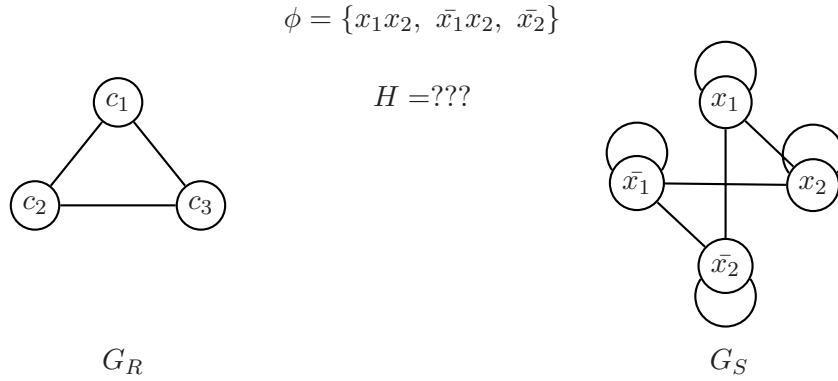 ϕ = {x₁x₂, x̄₁x₂, x̄₂}
H =???
c₁
c₂
c₃
x₁
x̄₁
x₂
x̄₂
G_R
G_S